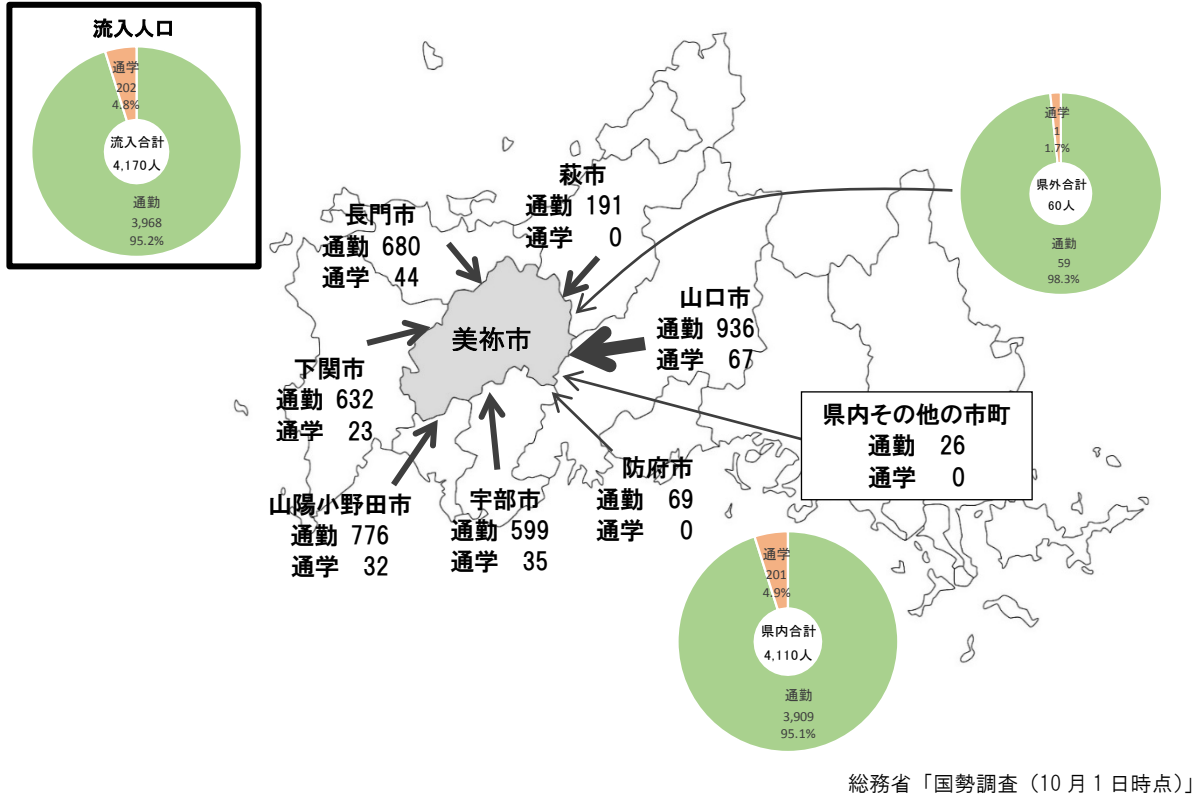 流入人口
通学
202
4.8%
流入合計
4,170人
通勤
3,968
95.2%
萩市
通勤 191
通学 0
長門市
通勤 680
通学 44
通学
1
1.7%
県外合計
60人
通勤
59
98.3%
美祢市
山口市
通勤 936
通学 67
下関市
通勤 632
通学 23
県内その他の市町
通勤 26
通学 0
防府市
通勤 69
通学 0
山陽小野田市
通勤 776
通学 32
宇部市
通勤 599
通学 35
通学
201
4.9%
県内合計
4,110人
通勤
3,909
95.1%
総務省「国勢調査（10月1日時点）」